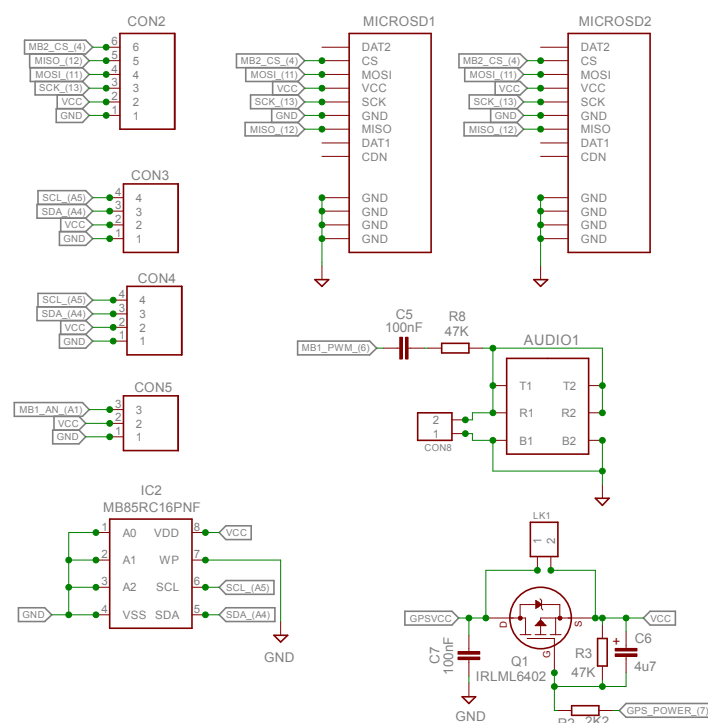 CON2
MB2_CS_(4) 6 6
MISO_(12) 5 5
MOSI_(11) 4 4
SCK_(13) 3 3
VCC 2 2
GND 1 1
MICROSD1
DAT2
MB2_CS_(4) CS
MOSI_(11) MOSI
VCC VCC
SCK_(13) SCK
GND GND
MISO_(12) MISO
DAT1
CDN
GND
GND
GND
GND
MICROSD2
DAT2
MB2_CS_(4) CS
MOSI_(11) MOSI
VCC VCC
SCK_(13) SCK
GND GND
MISO_(12) MISO
DAT1
CDN
GND
GND
GND
GND
CON3
SCL_(A5) 4 4
SDA_(A4) 3 3
VCC 2 2
GND 1 1
CON4
SCL_(A5) 4 4
SDA_(A4) 3 3
VCC 2 2
GND 1 1
CON5
MB1_AN_(A1) 3 3
VCC 2 2
GND 1 1
C5
100nF
R8
47K
MB1_PWM_(6)
AUDIO1
T1 T2
R1 R2
B1 B2
2
1
CON8
IC2
MB85RC16PNF
1 A0 VDD 8 VCC
2 A1 WP 7
3 A2 SCL 6 SCL_(A5)
GND 4 VSS SDA 5 SDA_(A4)
GND
LK1
1 2
GPSVCC
D S
G
VCC
C7
100nF
GND
Q1
IRLML6402
R3
47K
+ C6
4u7
2K2
GPS_POWER_(7)